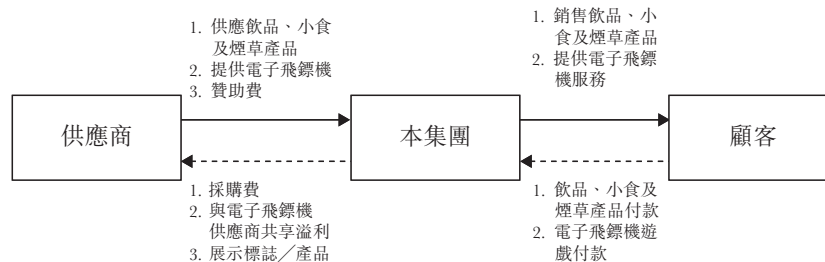 1. 供應飲品、小食
及煙草產品
2. 提供電子飛鏢機
3. 贊助費
1. 銷售飲品、小
食及煙草產品
2. 提供電子飛鏢
機服務
供應商
本集團
顧客
1. 採購費
2. 與電子飛鏢機
供應商共享溢利
3. 展示標誌／產品
1. 飲品、小食及
煙草產品付款
2. 電子飛鏢機遊
戲付款